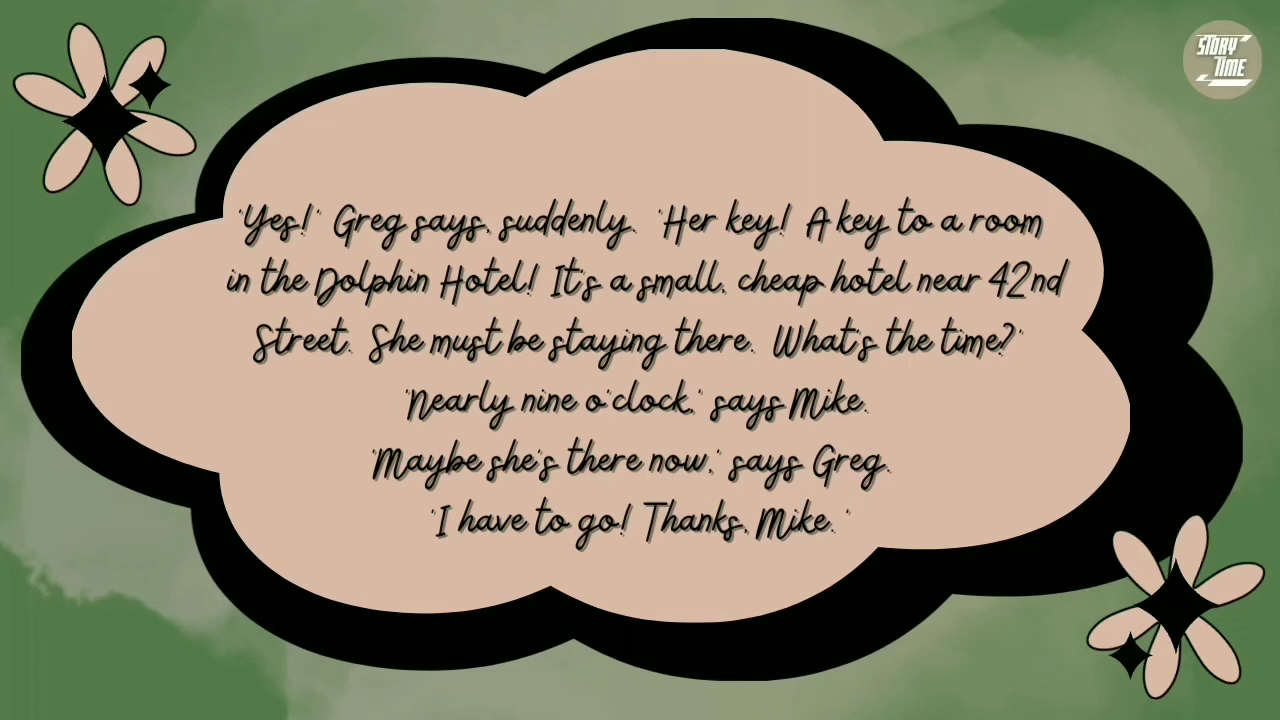 STORY
TIME
'Yes!' Greg says, suddenly. 'Her key! A key to a room
in the Dolphin Hotel! It's a small, cheap hotel near 42nd
Street. She must be staying there. What's the time?'
'Nearly nine o'clock,' says Mike.
'Maybe she's there now,' says Greg.
'I have to go! Thanks, Mike.'